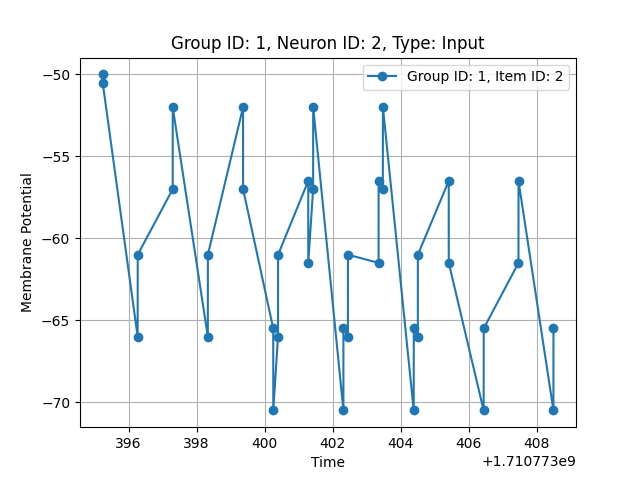 Group ID: 1, Neuron ID: 2, Type: Input
Group ID: 1, Item ID: 2
Membrane Potential
−50
−55
−60
−65
−70
396 398 400 402 404 406 408
Time
+1.710773e9